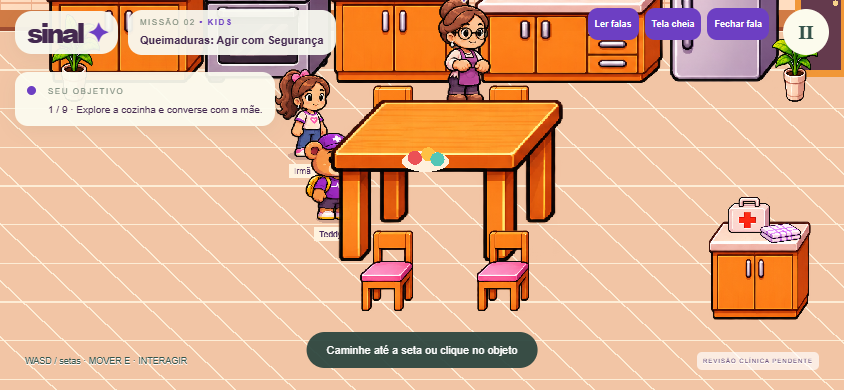 sinal
MISSÃO 02 • KIDS
Queimaduras: Agir com Segurança
Ler falas
Tela cheia
Fechar fala
II
SEU OBJETIVO
1 / 9 · Explore a cozinha e converse com a mãe.
Irmã
Teddy
Caminhe até a seta ou clique no objeto
WASD / setas · MOVER E · INTERAGIR
REVISÃO CLÍNICA PENDENTE